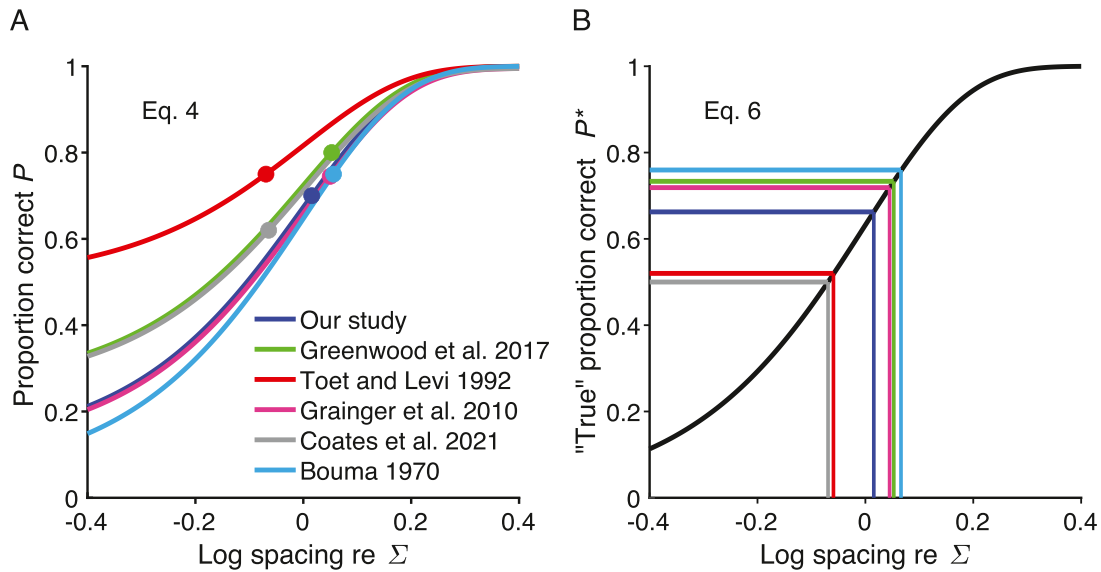 A
Proportion correct P
1
0.8
0.6
0.4
0.2
0
Eq. 4
Our study
Greenwood et al. 2017
Toet and Levi 1992
Grainger et al. 2010
Coates et al. 2021
Bouma 1970
-0.4 -0.2 0 0.2 0.4
Log spacing re Σ
B
"True" proportion correct P*
1
0.8
0.6
0.4
0.2
0
Eq. 6
-0.4 -0.2 0 0.2 0.4
Log spacing re Σ